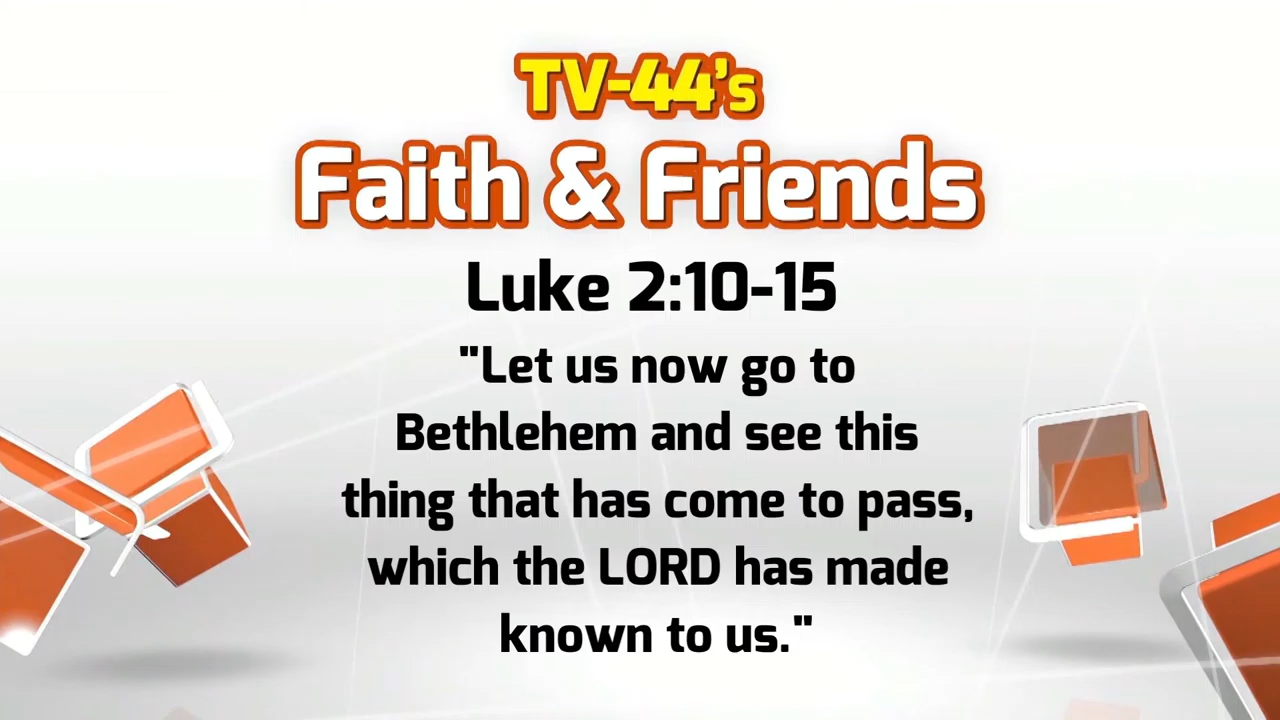 TV-44's
Faith & Friends
Luke 2:10-15
"Let us now go to
Bethlehem and see this
thing that has come to pass,
which the LORD has made
known to us."